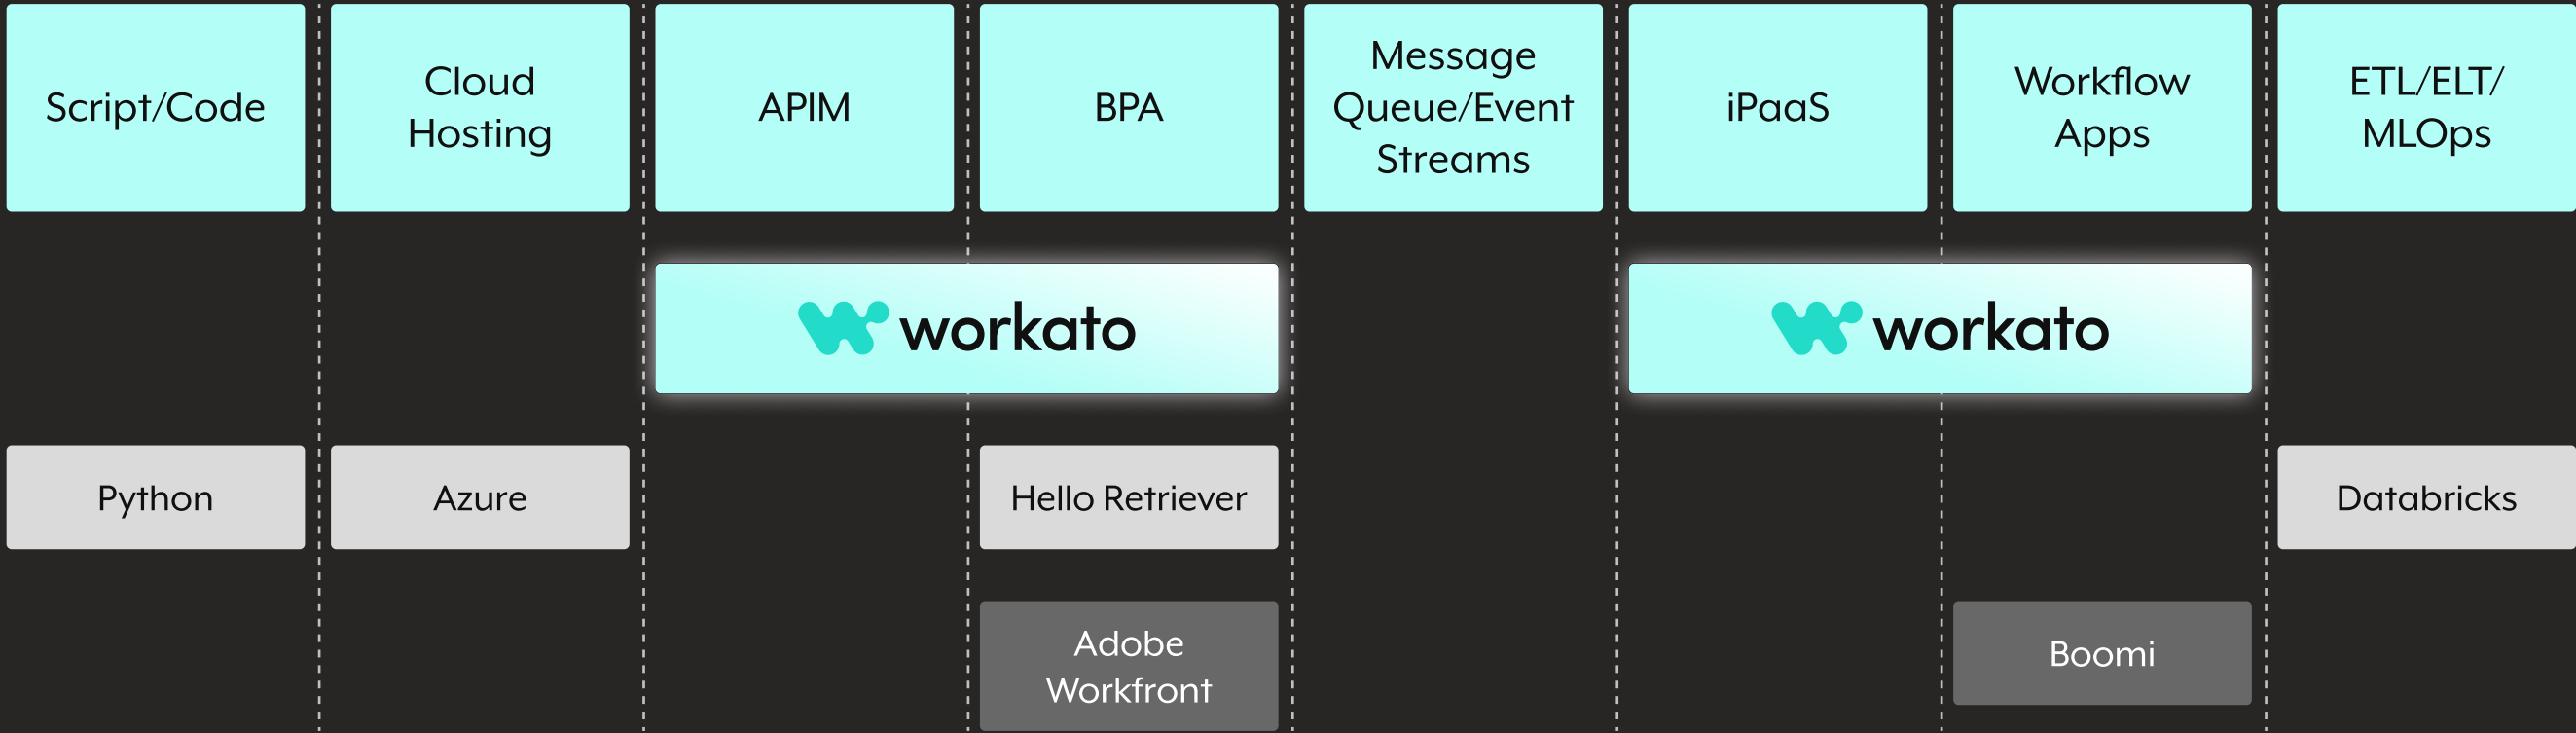 Script/Code
Cloud
Hosting
APIM
BPA
Message
Queue/Event
Streams
iPaaS
Workflow
Apps
ETL/ELT/
MLOps
workato
workato
Python
Azure
Hello Retriever
Databricks
Adobe
Workfront
Boomi